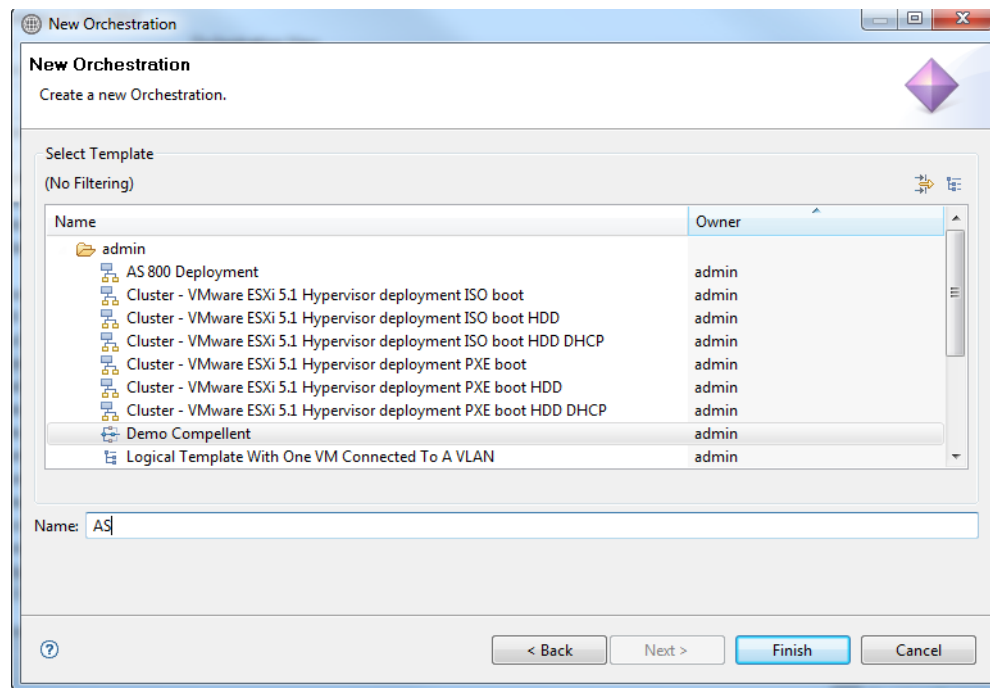 New Orchestration
New Orchestration
Create a new Orchestration.
Select Template
(No Filtering)
Name Owner
admin
AS 800 Deployment admin
Cluster - VMware ESXi 5.1 Hypervisor deployment ISO boot admin
Cluster - VMware ESXi 5.1 Hypervisor deployment ISO boot HDD admin
Cluster - VMware ESXi 5.1 Hypervisor deployment ISO boot HDD DHCP admin
Cluster - VMware ESXi 5.1 Hypervisor deployment PXE boot admin
Cluster - VMware ESXi 5.1 Hypervisor deployment PXE boot HDD admin
Cluster - VMware ESXi 5.1 Hypervisor deployment PXE boot HDD DHCP admin
Demo Compellent admin
Logical Template With One VM Connected To A VLAN admin
Name: AS
? < Back Next > Finish Cancel